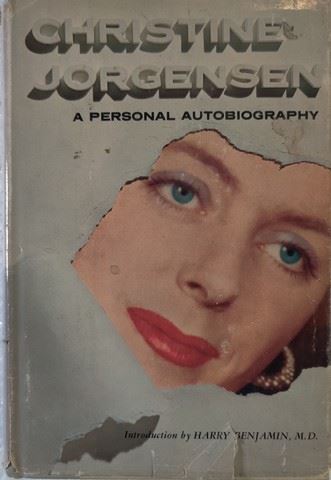 CHRISTINE
JORGENSEN
A PERSONAL AUTOBIOGRAPHY
Introduction by HARRY BENJAMIN, M.D.